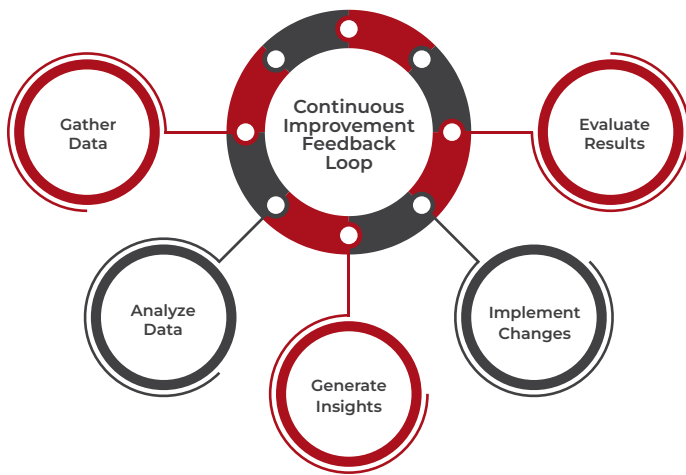 Continuous
Improvement
Feedback
Loop
Gather
Data
Analyze
Data
Generate
Insights
Implement
Changes
Evaluate
Results